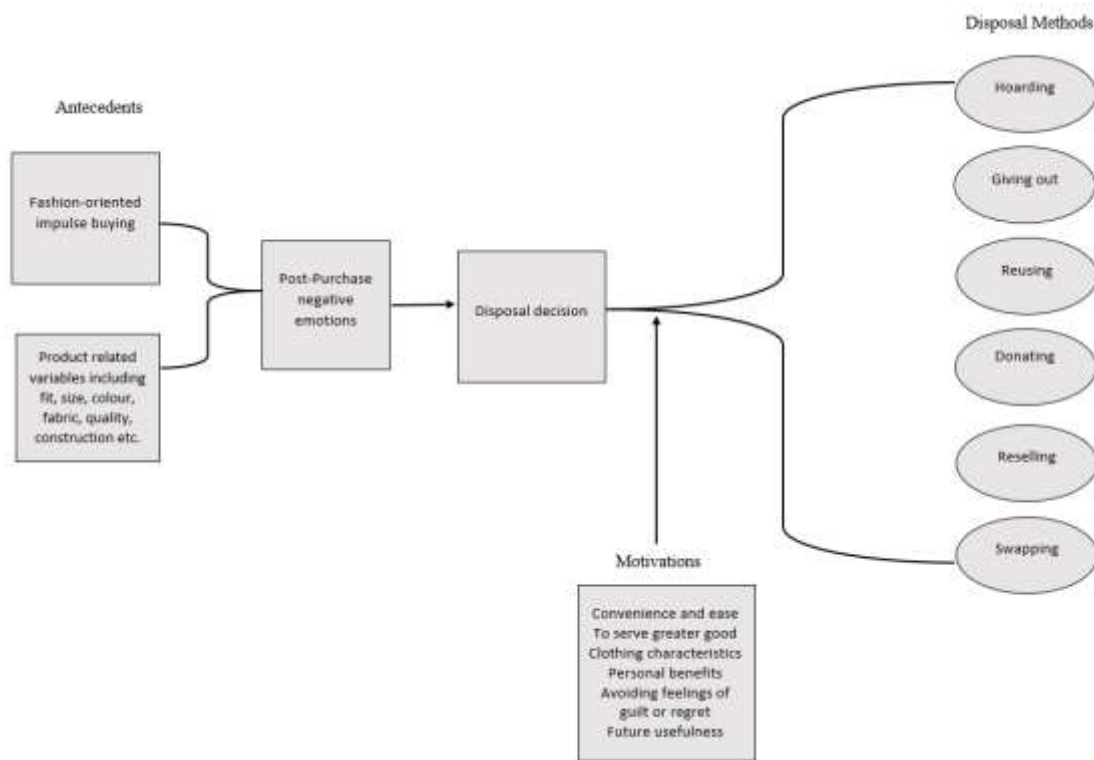 Disposal Methods
Antecedents
Fashion-oriented
impulse buying
Product related
variables including
fit, size, colour,
fabric, quality,
construction etc.
Post-Purchase
negative
emotions
Disposal decision
Motivations
Convenience and ease
To serve greater good
Clothing characteristics
Personal benefits
Avoiding feelings of
guilt or regret
Future usefulness
Hoarding
Giving out
Reusing
Donating
Reselling
Swapping